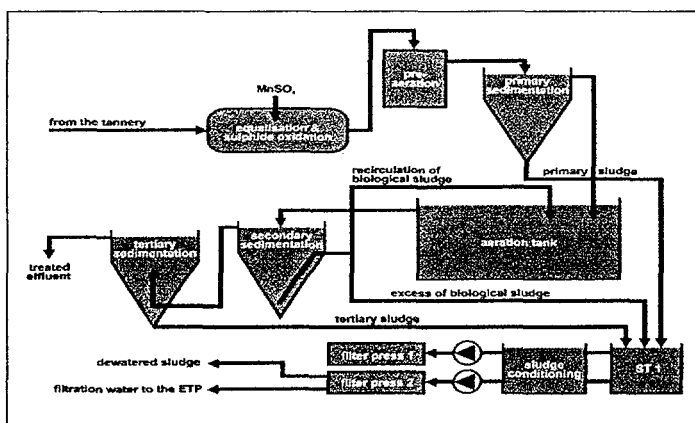 MnSO₄
from the tannery
equalisation &
sulphide oxidation
pre-
aeration
primary
sedimentation
recirculation of
biological sludge
primary sludge
tertiary
sedimentation
secondary
sedimentation
aeration tank
treated
effluent
excess of biological sludge
tertiary sludge
dewatered sludge
filter press 1
filter press 2
sludge
conditioning
ST 1
filtration water to the ETP